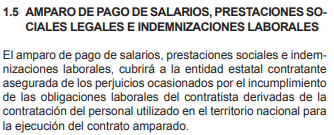 1.5 AMPARO DE PAGO DE SALARIOS, PRESTACIONES SO-
CIALES LEGALES E INDEMNIZACIONES LABORALES
El amparo de pago de salarios, prestaciones sociales e indem-
nizaciones laborales, cubrirá a la entidad estatal contratante
asegurada de los perjuicios ocasionados por el incumplimiento
de las obligaciones laborales del contratista derivadas de la
contratación del personal utilizado en el territorio nacional para
la ejecución del contrato amparado.